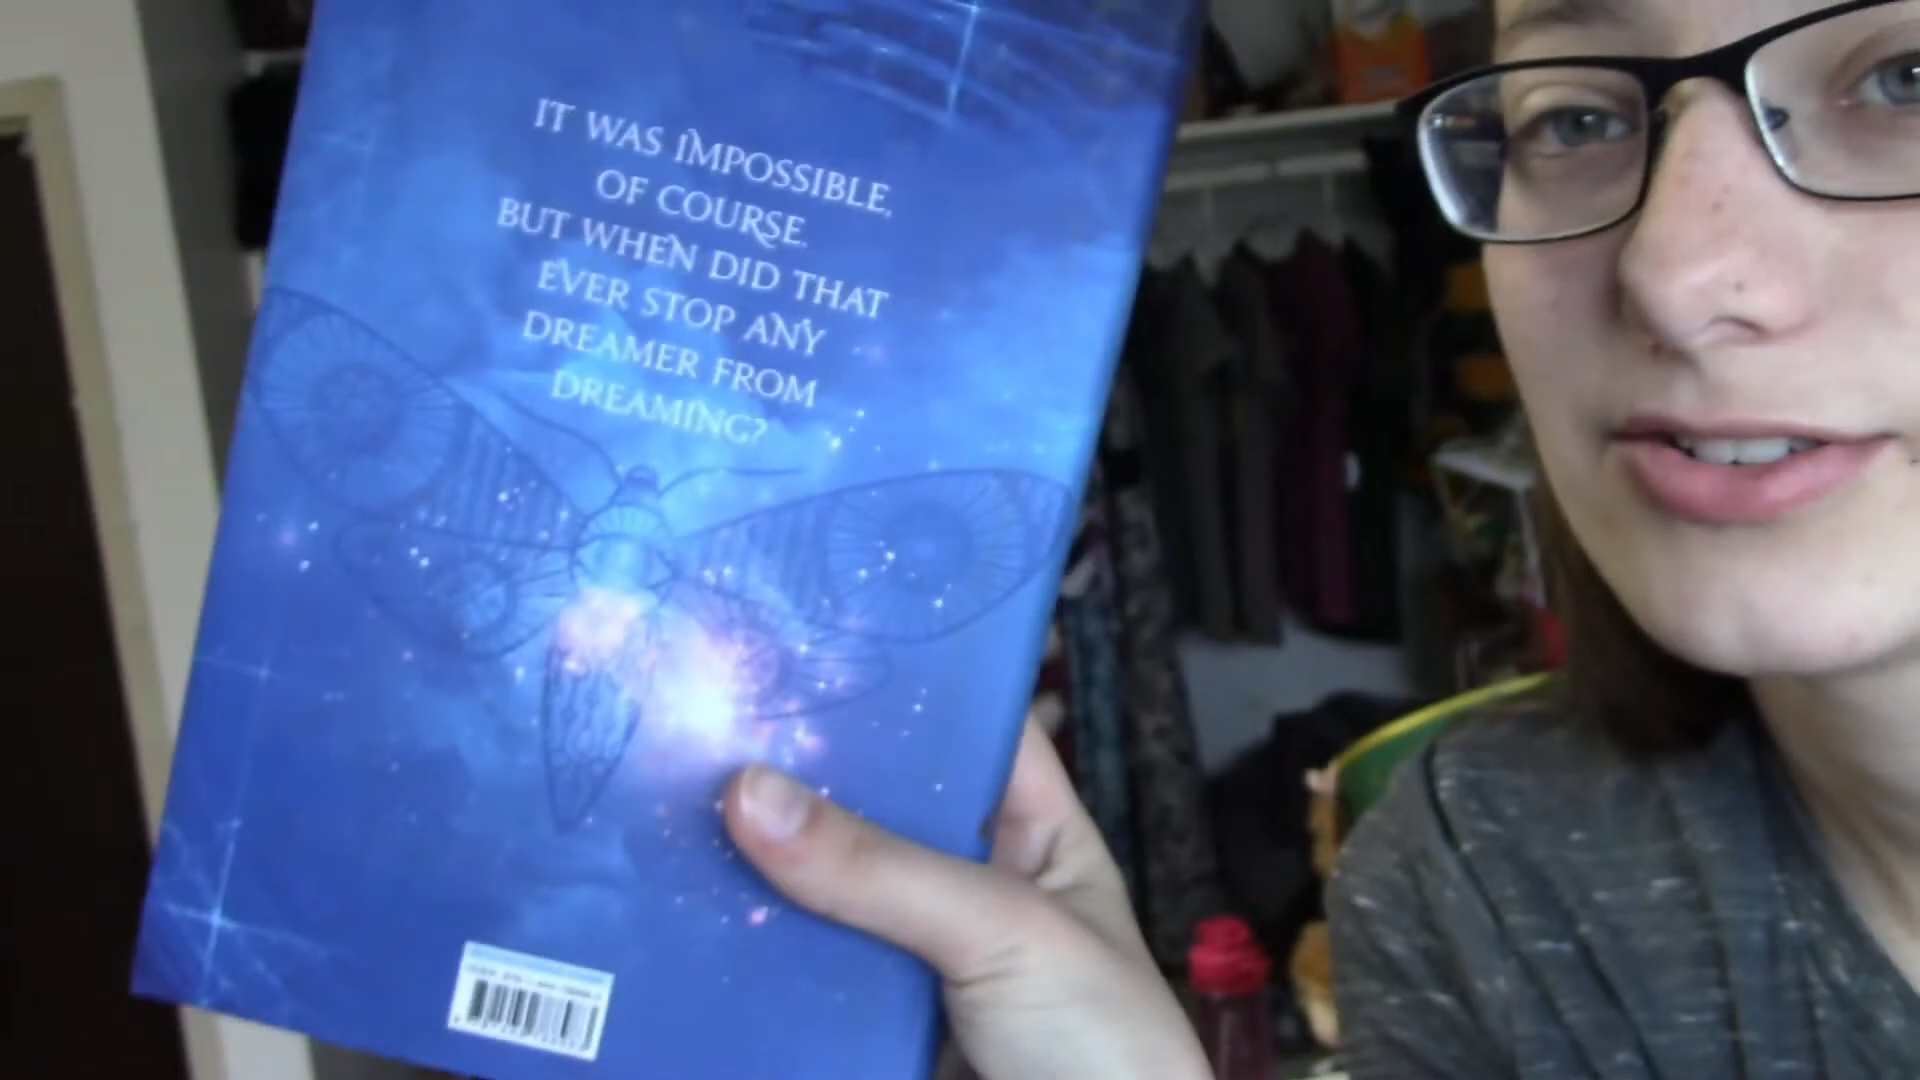 IT WAS IMPOSSIBLE,
OF COURSE.
BUT WHEN DID THAT
EVER STOP ANY
DREAMER FROM
DREAMING?